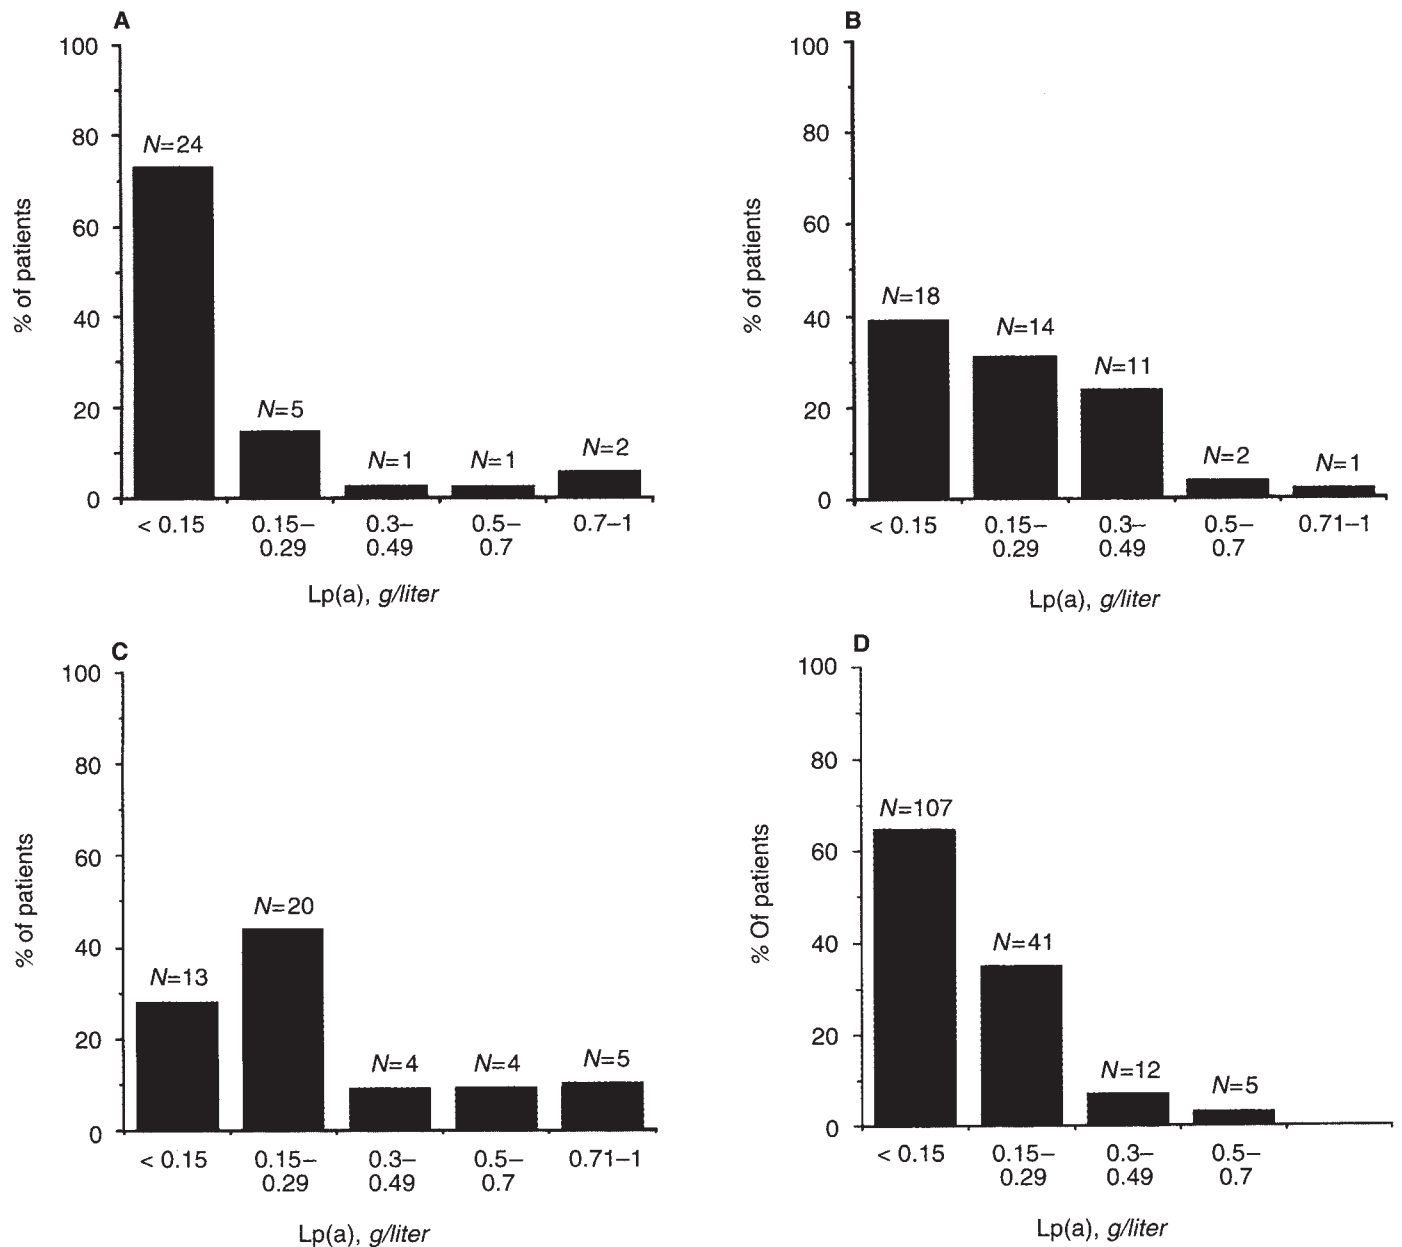 A
100
80
60
40
20
0
% of patients
N=24
N=5
N=1
N=1
N=2
< 0.15
0.15–
0.29
0.3–
0.49
0.5–
0.7
0.7–1
Lp(a), g/liter
B
100
80
60
40
20
0
% of patients
N=18
N=14
N=11
N=2
N=1
< 0.15
0.15–
0.29
0.3–
0.49
0.5–
0.7
0.71–1
Lp(a), g/liter
C
100
80
60
40
20
0
% of patients
N=13
N=20
N=4
N=4
N=5
< 0.15
0.15–
0.29
0.3–
0.49
0.5–
0.7
0.71–1
Lp(a), g/liter
D
100
80
60
40
20
0
% Of patients
N=107
N=41
N=12
N=5
< 0.15
0.15–
0.29
0.3–
0.49
0.5–
0.7
Lp(a), g/liter